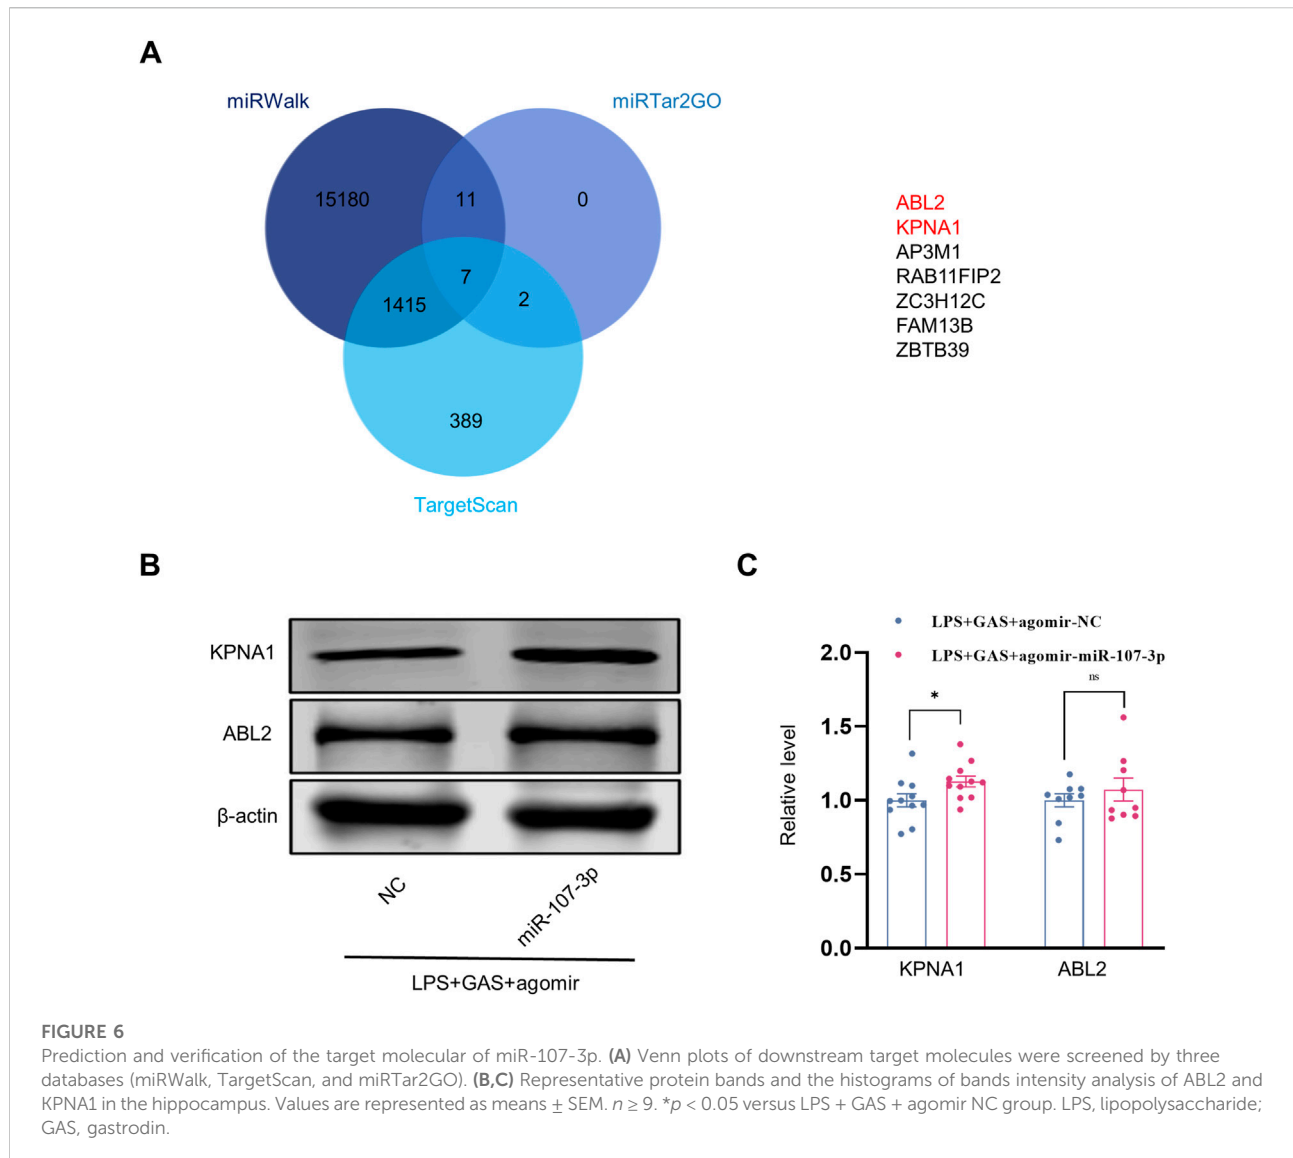 A
miRWalk
miRTar2GO
15180
11
0
7
1415
2
389
TargetScan
ABL2
KPNA1
AP3M1
RAB11FIP2
ZC3H12C
FAM13B
ZBTB39
B
KPNA1
ABL2
β-actin
NC
miR-107-3p
LPS+GAS+agomir
C
LPS+GAS+agomir-NC
LPS+GAS+agomir-miR-107-3p
ns
*
2.0
1.5
1.0
0.5
0.0
Relative level
KPNA1
ABL2
FIGURE 6
Prediction and verification of the target molecular of miR-107-3p. (A) Venn plots of downstream target molecules were screened by three
databases (miRWalk, TargetScan, and miRTar2GO). (B,C) Representative protein bands and the histograms of bands intensity analysis of ABL2 and
KPNA1 in the hippocampus. Values are represented as means ± SEM. n ≥ 9. *p < 0.05 versus LPS + GAS + agomir NC group. LPS, lipopolysaccharide;
GAS, gastrodin.